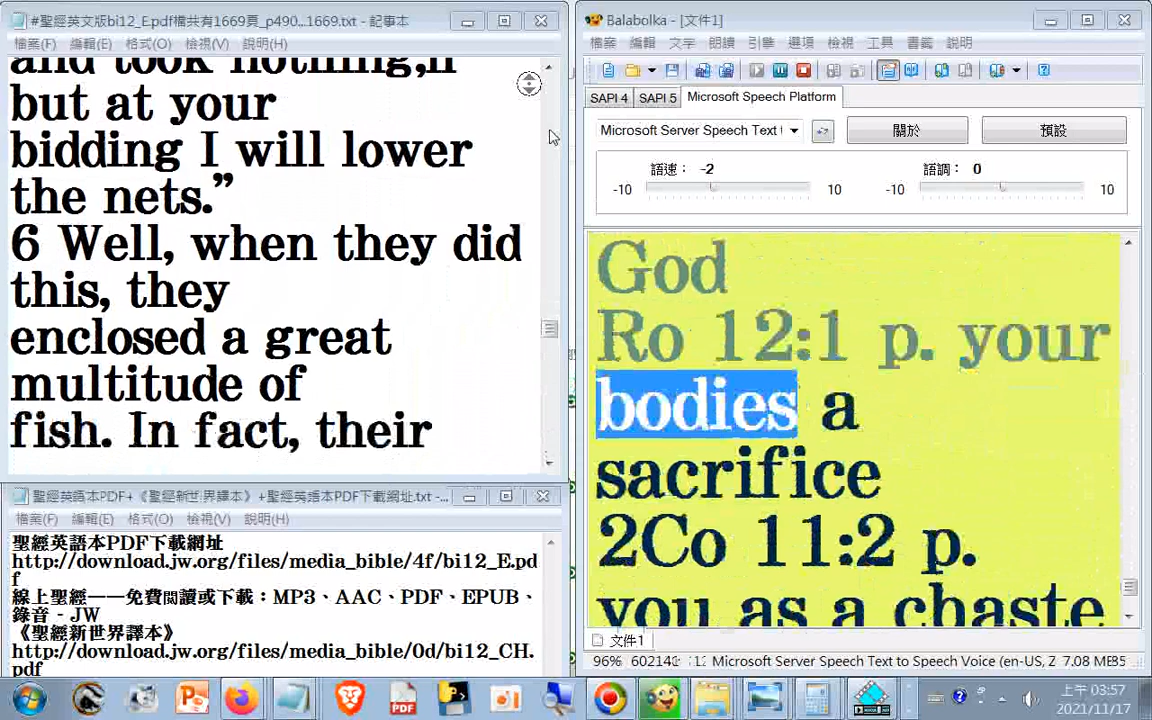 #聖經英文版bi12_E.pdf檔共有1669頁_p490...1669.txt - 記事本
檔案(F) 編輯(E) 格式(O) 檢視(V) 說明(H)
and took nothing,n
but at your
bidding I will lower
the nets.”
6 Well, when they did
this, they
enclosed a great
multitude of
fish. In fact, their
聖經英語本PDF+《聖經新世界譯本》+聖經英語本PDF下載網址.txt -...
檔案(F) 編輯(E) 格式(O) 檢視(V) 說明(H)
聖經英語本PDF下載網址
http://download.jw.org/files/media_bible/4f/bi12_E.pd
f
線上聖經──免費閱讀或下載：MP3、AAC、PDF、EPUB、
錄音 - JW
《聖經新世界譯本》
http://download.jw.org/files/media_bible/0d/bi12_CH.
pdf
Balabolka - [文件1]
檔案 編輯 文字 朗讀 引擎 選項 檢視 工具 書籤 說明
SAPI 4 SAPI 5 Microsoft Speech Platform
Microsoft Server Speech Text 關於 預設
語速： -2 語調： 0
-10 10 -10 10
God
Ro 12:1 p. your
bodies a
sacrifice
2Co 11:2 p.
you as a chaste
文件1
96% Microsoft Server Speech Text to Speech Voice (en-US, Z 7.08 MB
上午 03:57
2021/11/17